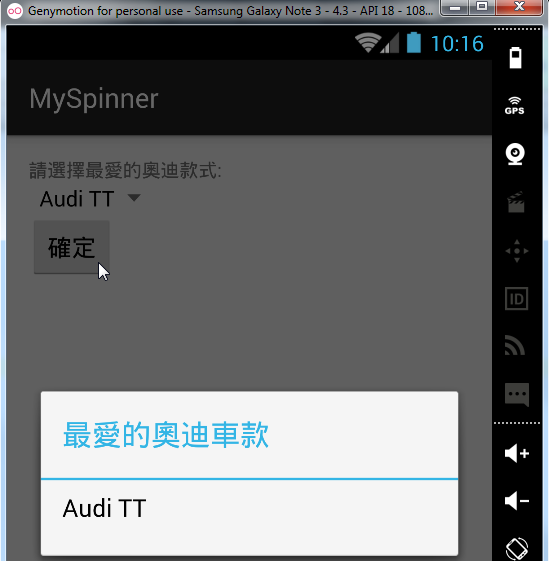 Genymotion for personal use - Samsung Galaxy Note 3 - 4.3 - API 18 - 108...
10:16
MySpinner
GPS
請選擇最愛的奧迪款式:
Audi TT
確定
ID
最愛的奧迪車款
Audi TT